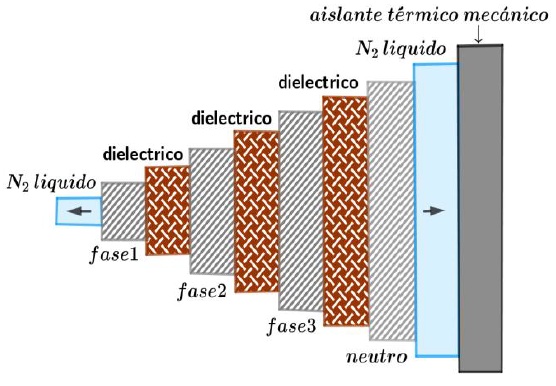 aislante térmico mecánico
N₂ liquido
dielectrico
dielectrico
dielectrico
N₂ liquido
fase1
fase2
fase3
neutro